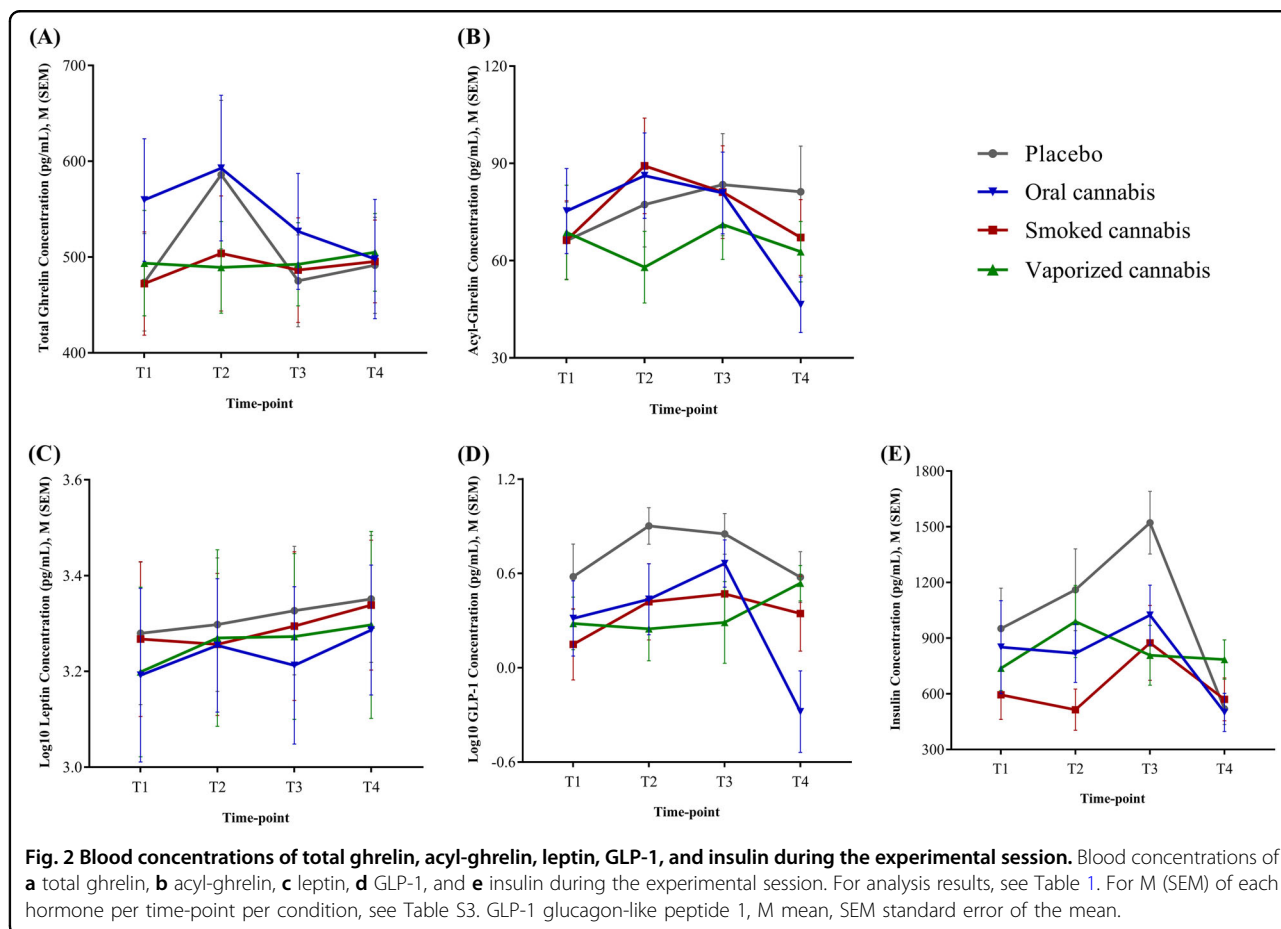 (A)
Total Ghrelin Concentration (pg/mL), M (SEM)
700
600
500
400
T1 T2 T3 T4
Time-point
(B)
Acyl-Ghrelin Concentration (pg/mL), M (SEM)
120
90
60
30
T1 T2 T3 T4
Time-point
Placebo
Oral cannabis
Smoked cannabis
Vaporized cannabis
(C)
Log10 Leptin Concentration (pg/mL), M (SEM)
3.6
3.4
3.2
3.0
T1 T2 T3 T4
Time-point
(D)
Log10 GLP-1 Concentration (pg/mL), M (SEM)
1.2
0.6
0.0
-0.6
T1 T2 T3 T4
Time-point
(E)
Insulin Concentration (pg/mL), M (SEM)
1800
1500
1200
900
600
300
T1 T2 T3 T4
Time-point
Fig. 2 Blood concentrations of total ghrelin, acyl-ghrelin, leptin, GLP-1, and insulin during the experimental session. Blood concentrations of
a total ghrelin, b acyl-ghrelin, c leptin, d GLP-1, and e insulin during the experimental session. For analysis results, see Table 1. For M (SEM) of each
hormone per time-point per condition, see Table S3. GLP-1 glucagon-like peptide 1, M mean, SEM standard error of the mean.